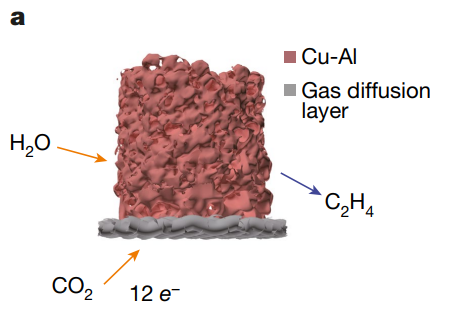 a
Cu-Al
Gas diffusion
layer
H₂O
C₂H₄
CO₂
12 e⁻